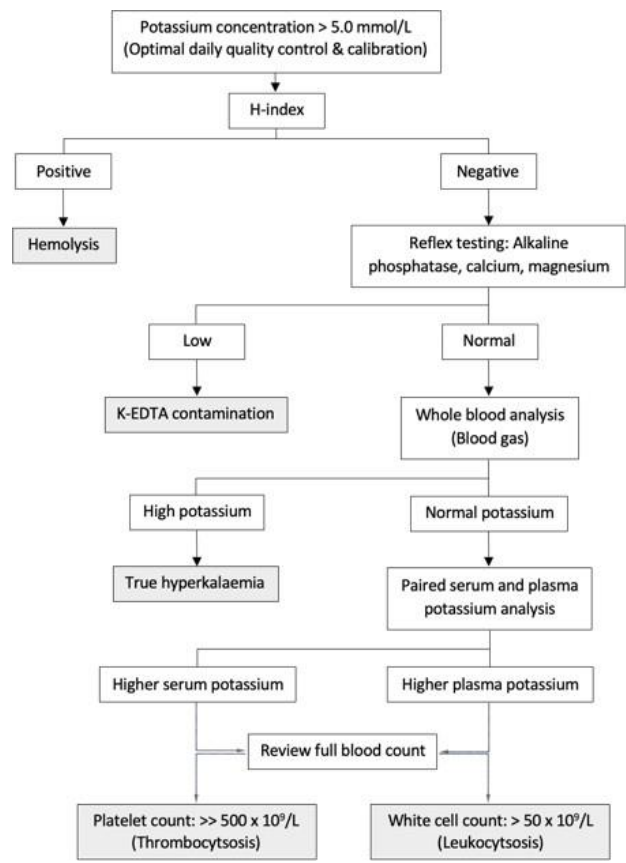 Potassium concentration > 5.0 mmol/L
(Optimal daily quality control & calibration)
H-index
Positive
Negative
Hemolysis
Reflex testing: Alkaline
phosphatase, calcium, magnesium
Low
Normal
K-EDTA contamination
Whole blood analysis
(Blood gas)
High potassium
Normal potassium
True hyperkalaemia
Paired serum and plasma
potassium analysis
Higher serum potassium
Higher plasma potassium
Review full blood count
Platelet count: >> 500 x 10⁹/L
(Thrombocytsosis)
White cell count: > 50 x 10⁹/L
(Leukocytsosis)